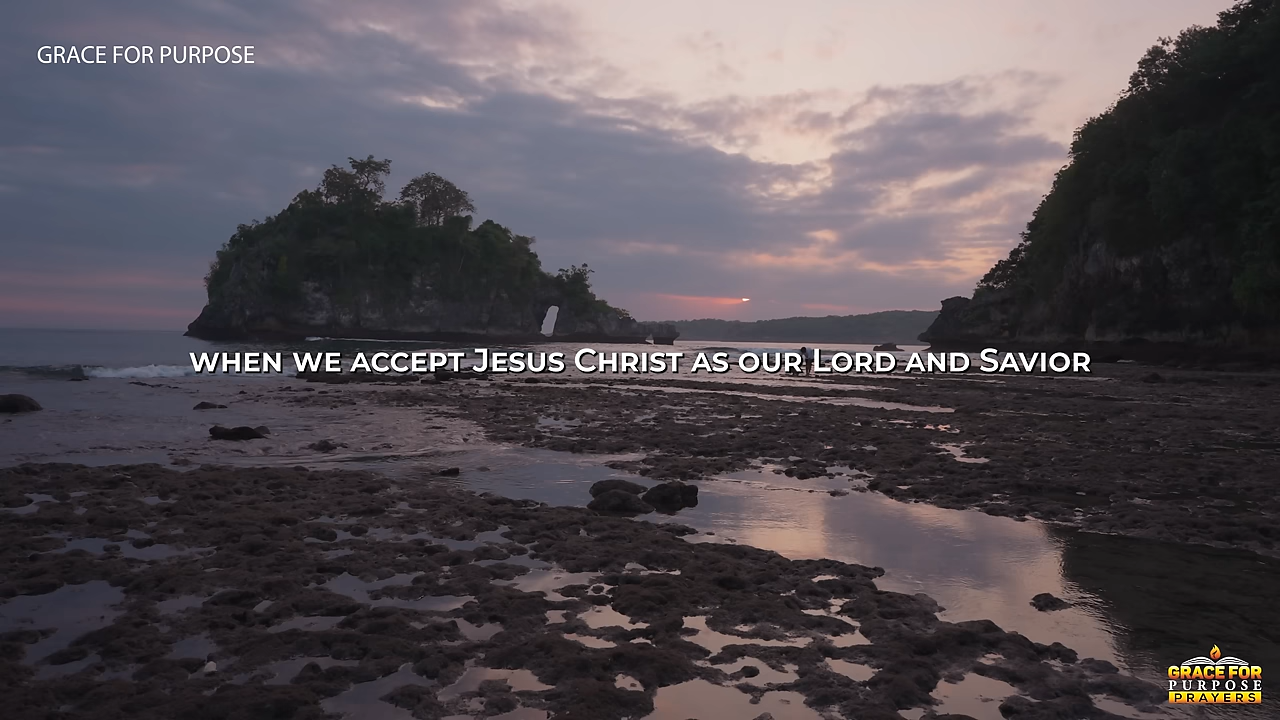 GRACE FOR PURPOSE
WHEN WE ACCEPT JESUS CHRIST AS OUR LORD AND SAVIOR
GRACE FOR
PURPOSE
PRAYERS